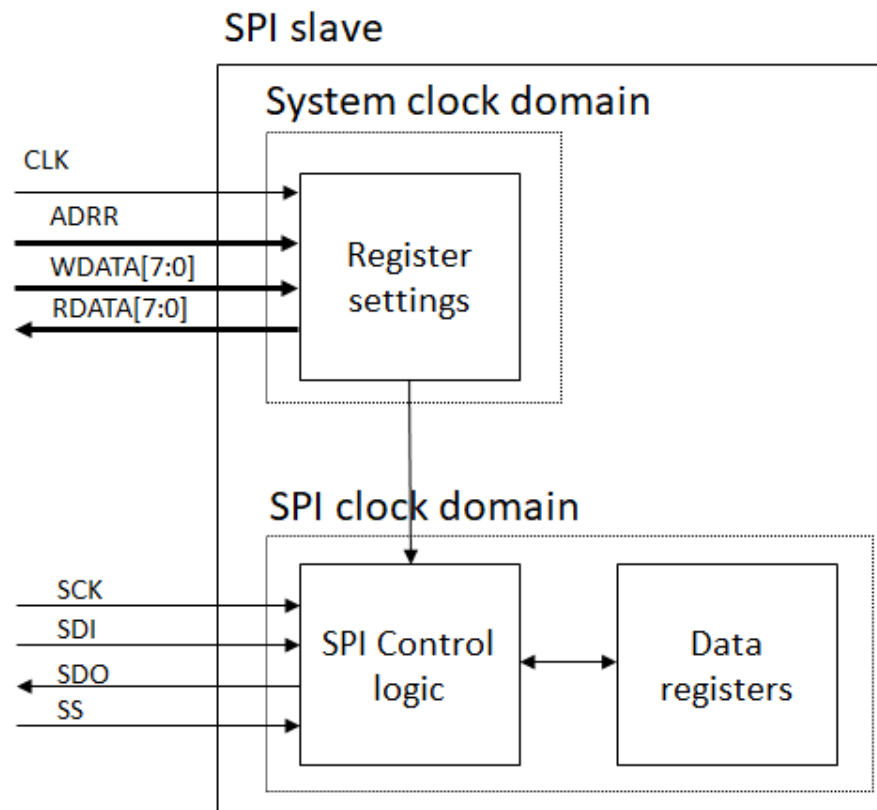 SPI slave
System clock domain
CLK
ADRR
WDATA[7:0]
RDATA[7:0]
Register
settings
SPI clock domain
SCK
SDI
SDO
SS
SPI Control
logic
Data
registers